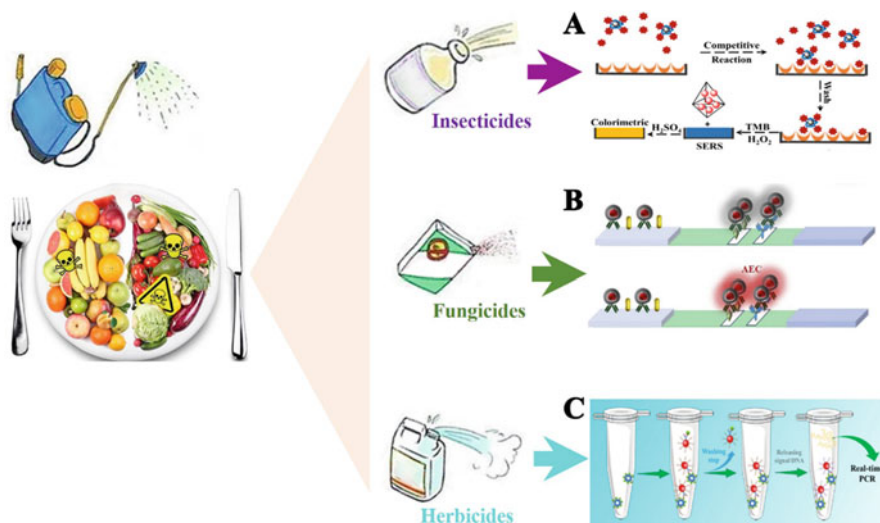 A
Competitive
Reaction
Wash
Colorimetric
H₂SO₄
+
SERS
TMB
H₂O₂
Insecticides
B
AEC
Fungicides
C
Washing
step
Releasing
signal DNA
Real-time
PCR
Herbicides